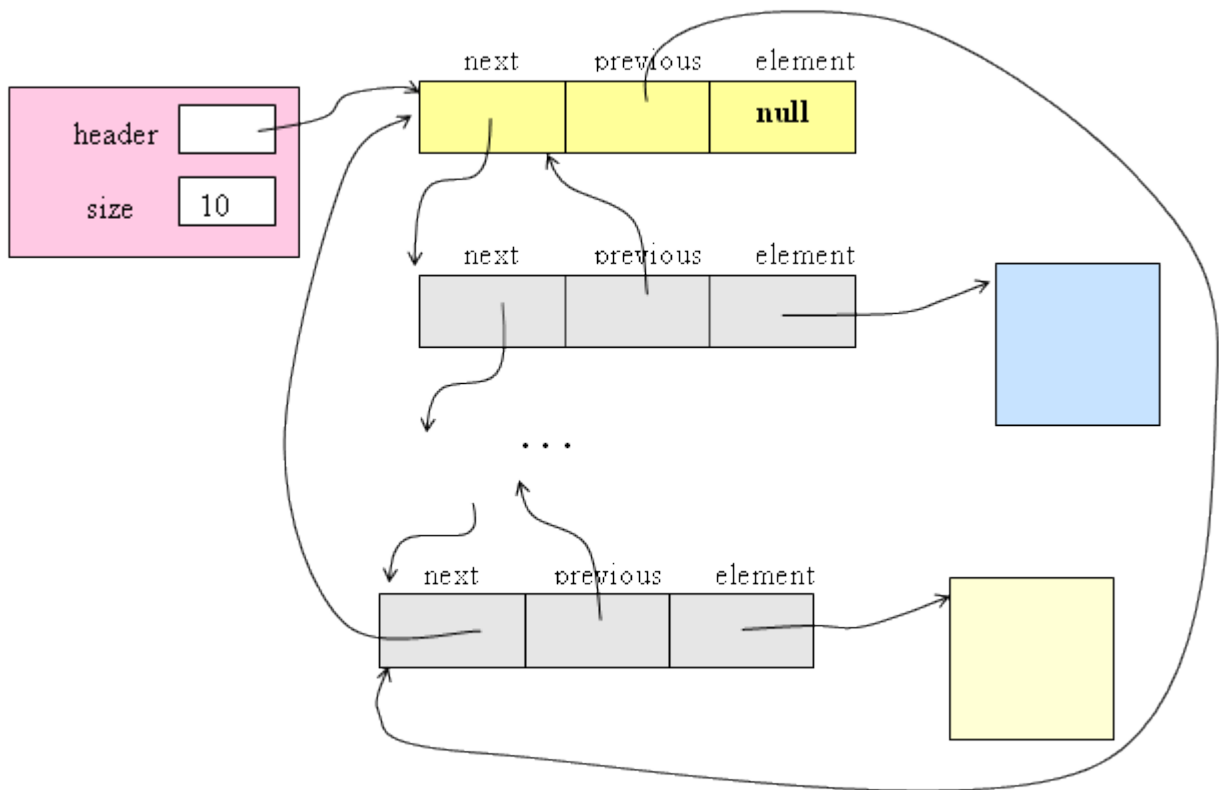 next previous element
null
header
size 10
next previous element
...
next previous element